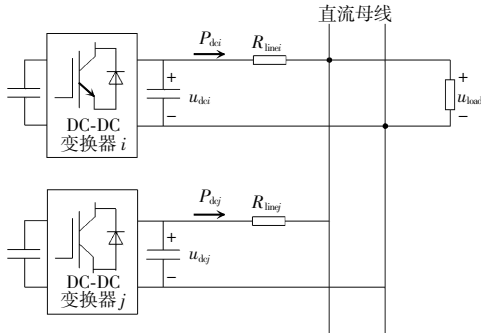 直流母线
P_dci
R_linei
DC-DC
变换器 i
+
u_dci
−
+
u_load
−
P_dcj
R_linej
DC-DC
变换器 j
+
u_dcj
−